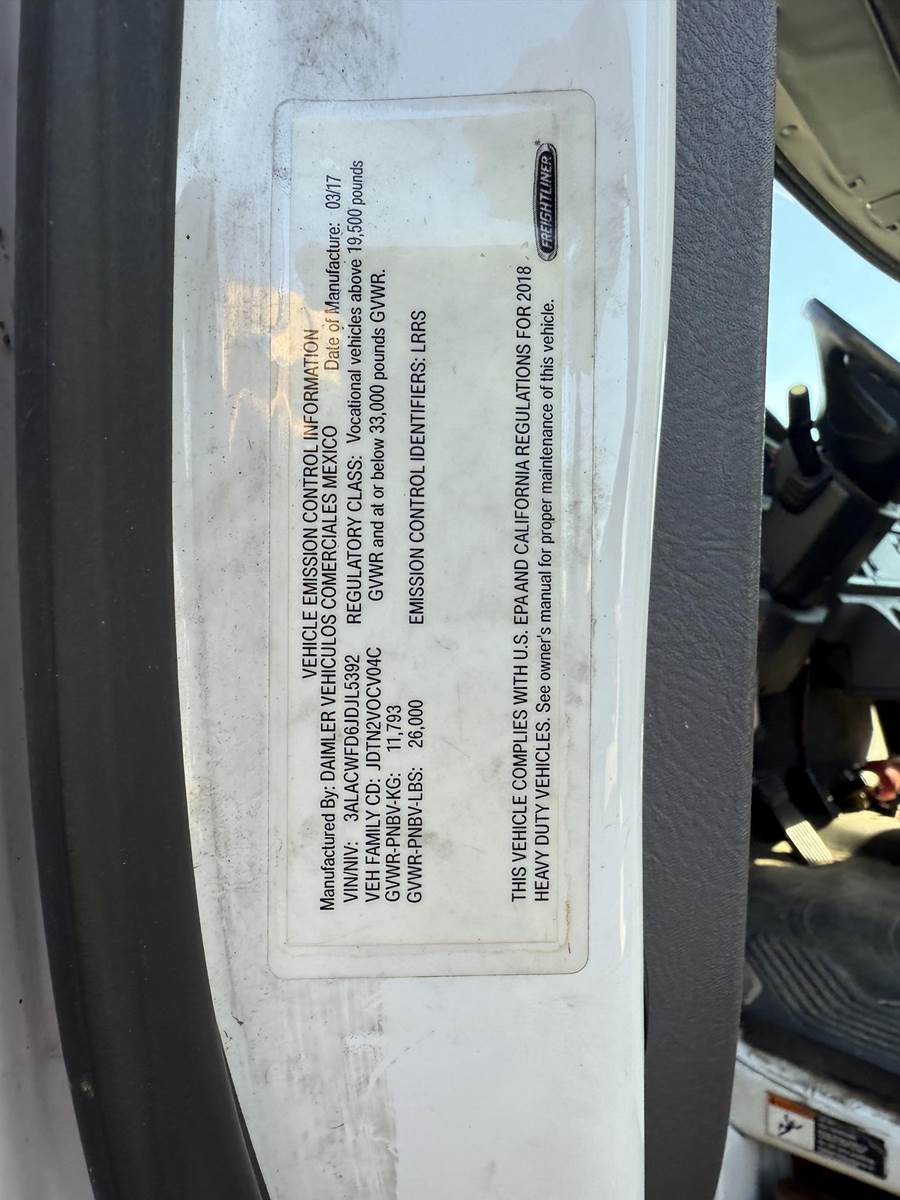 VEHICLE EMISSION CONTROL INFORMATION
Manufactured By: DAIMLER VEHICULOS COMERCIALES MEXICO Date of Manufacture: 03/17
VIN/NIV: 3ALACWFD6JDJL5392 REGULATORY CLASS: Vocational vehicles above 19,500 pounds
VEH FAMILY CD: JDTN2VOCV04C GVWR and at or below 33,000 pounds GVWR.
GVWR-PNBV-KG: 11,793
GVWR-PNBV-LBS: 26,000 EMISSION CONTROL IDENTIFIERS: LRRS
THIS VEHICLE COMPLIES WITH U.S. EPA AND CALIFORNIA REGULATIONS FOR 2018
HEAVY DUTY VEHICLES. See owner's manual for proper maintenance of this vehicle.
FREIGHTLINER